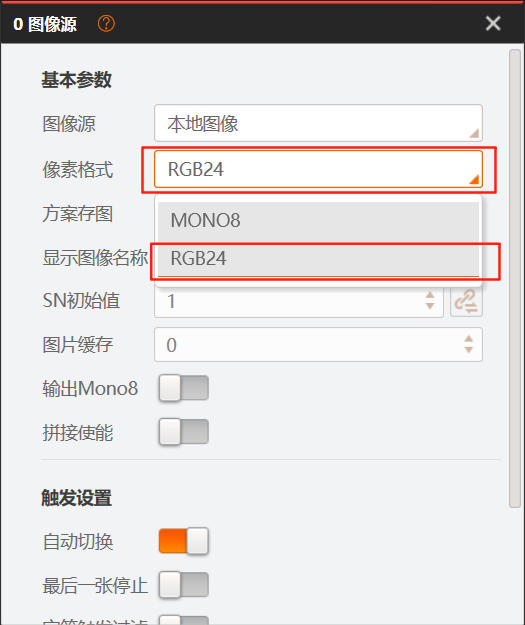 0 图像源
基本参数
图像源 本地图像
像素格式 RGB24
方案存图 MONO8
显示图像名称 RGB24
SN初始值 1
图片缓存 0
输出Mono8
拼接使能
触发设置
自动切换
最后一张停止